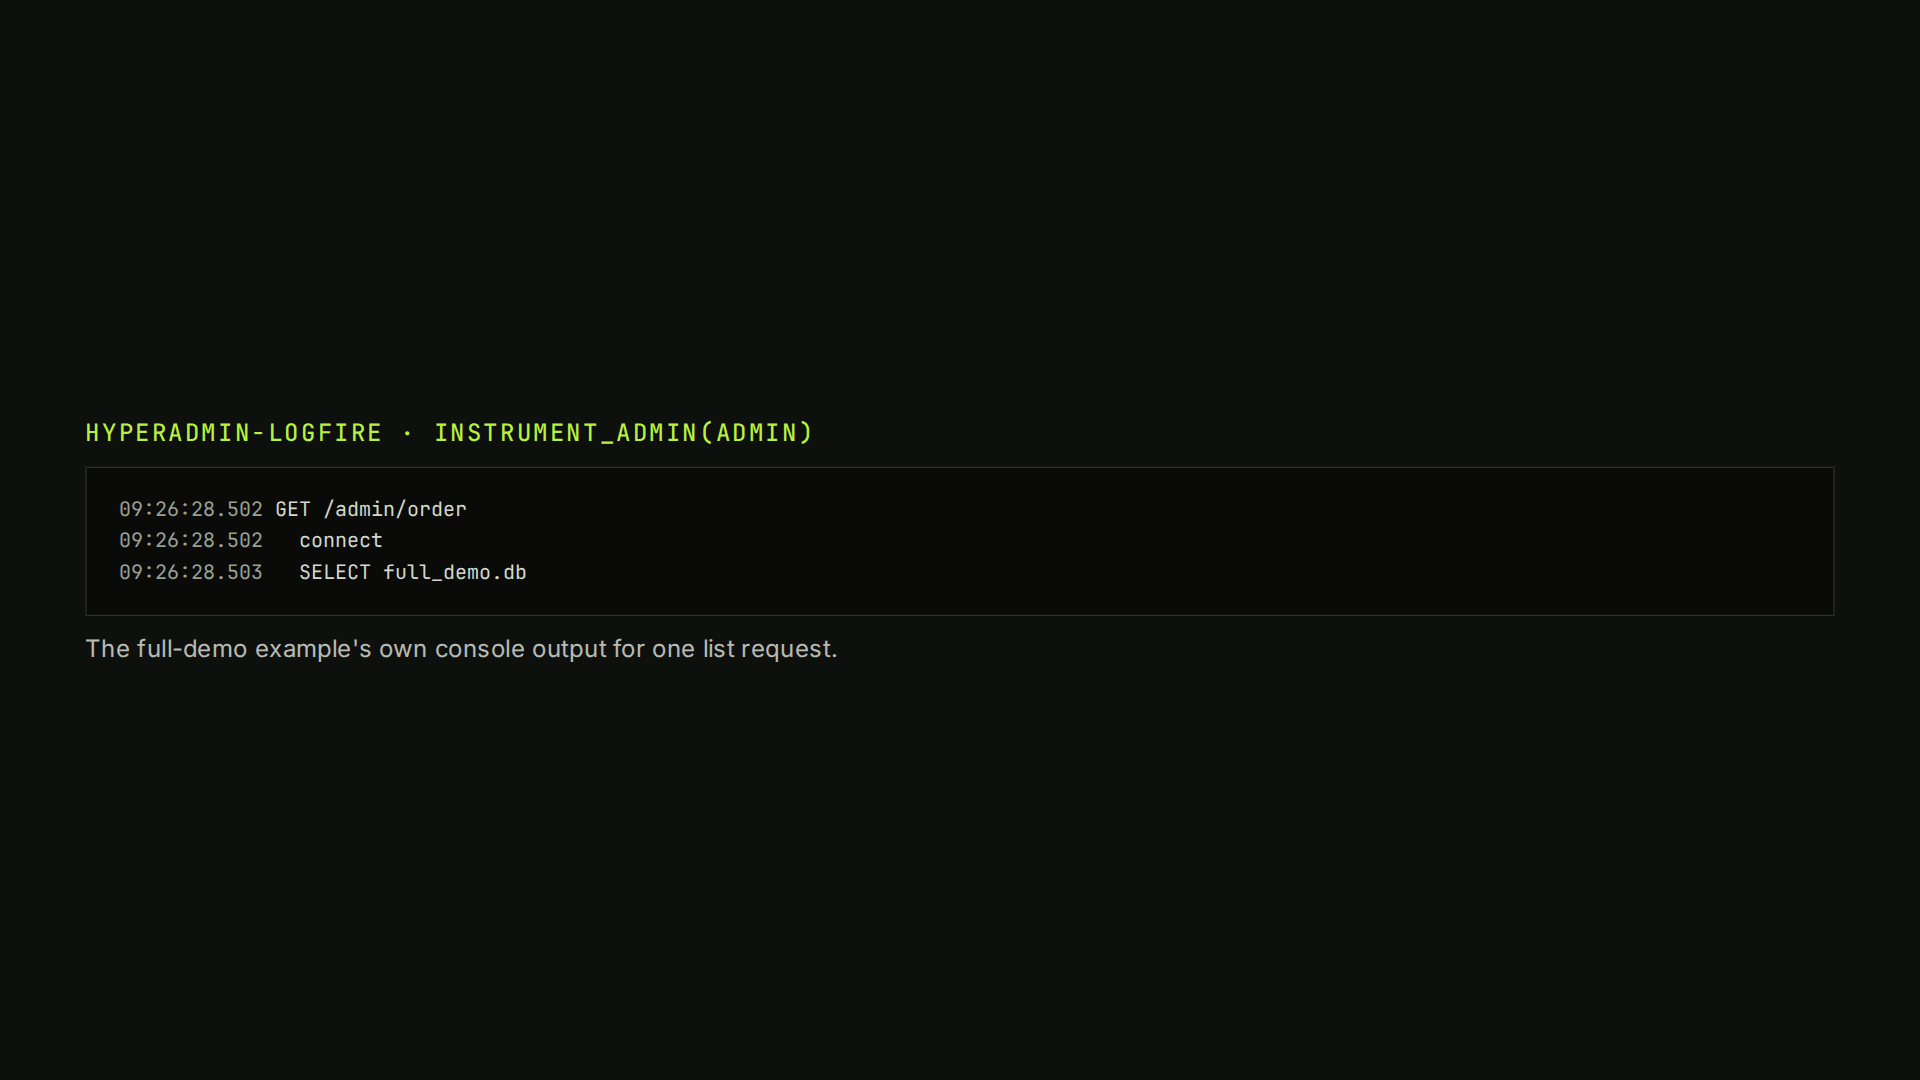 HYPERADMIN-LOGFIRE · INSTRUMENT_ADMIN(ADMIN)
09:26:28.502 GET /admin/order
09:26:28.502   connect
09:26:28.503   SELECT full_demo.db
The full-demo example's own console output for one list request.